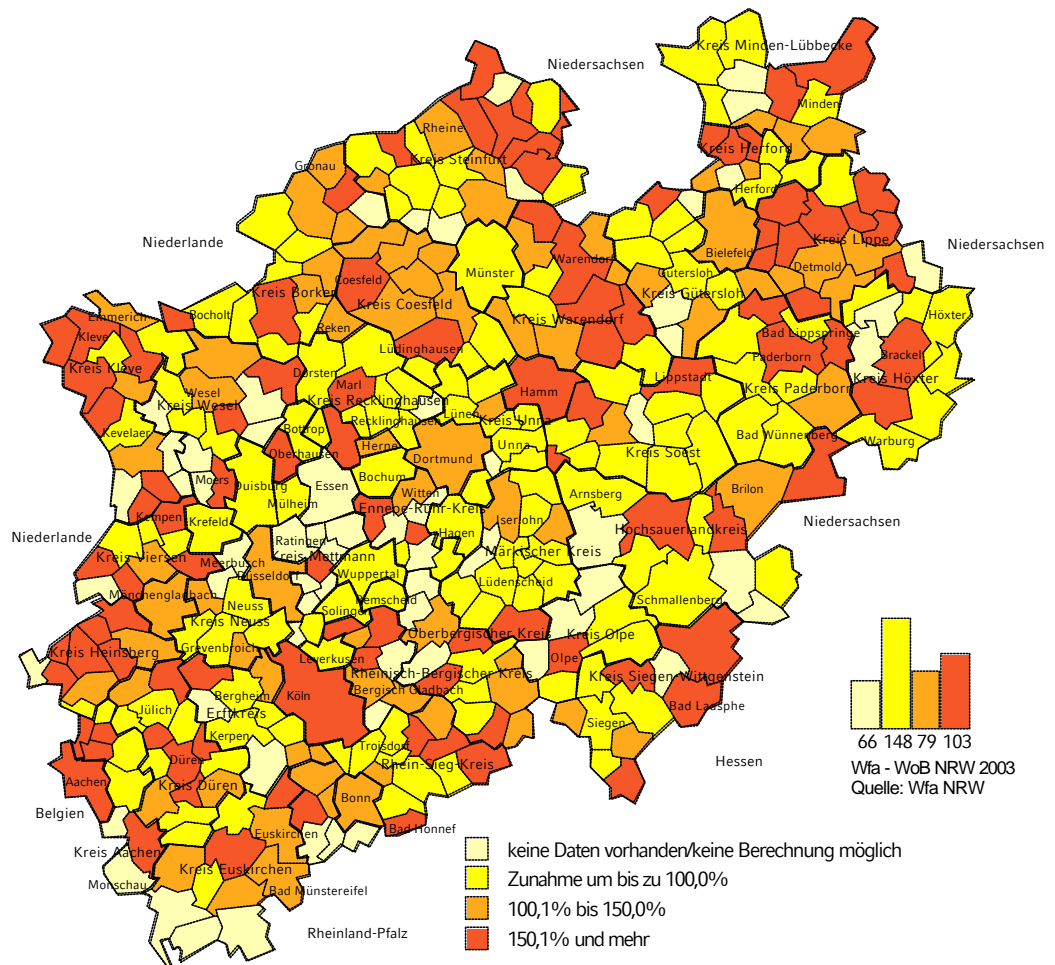 Kreis Minden-Lübbecke
Niedersachsen
Minden
Rheine
Kreis Herford
Kreis Steinfurt
Gronau
Herford
Niederlande
Kreis Lippe
Niedersachsen
Warendorf
Bielefeld
Coesfeld
Münster
Gütersloh
Detmold
Kreis Borken
Kreis Gütersloh
Kreis Coesfeld
Emmerich
Bocholt
Höxter
Kreis Warendorf
Reken
Kleve
Bad Lippspringe
Lüdinghausen
Paderborn
Brackel
Kreis Kleve
Dorsten
Lippstadt
Kreis Höxter
Marl
Kreis Paderborn
Wesel
Hamm
Kreis Wesel
Kreis Recklinghausen
Lünen
Recklinghausen
Kreis Unna
Bottrop
Kevelaer
Bad Wünnenberg
Warburg
Herne
Unna
Oberhausen
Kreis Soest
Dortmund
Bochum
Moers
Duisburg
Essen
Brilon
Witten
Arnsberg
Mülheim
Ennepe-Ruhr-Kreis
Kempen
Krefeld
Iserlohn
Niedersachsen
Hochsauerlandkreis
Hagen
Niederlande
Ratingen
Kreis Viersen
Kreis Mettmann
Märkischer Kreis
Meerbusch
Düsseldorf
Wuppertal
Lüdenscheid
Mönchengladbach
Remscheid
Schmallenberg
Neuss
Solingen
Kreis Neuss
Oberbergischer Kreis
Kreis Olpe
Grevenbroich
Kreis Heinsberg
Leverkusen
Olpe
Rheinisch-Bergischer Kreis
Kreis Siegen-Wittgenstein
Bergisch Gladbach
Bergheim
Köln
Jülich
Erftkreis
Bad Laasphe
Siegen
Kerpen
Troisdorf
66 148 79 103
Düren
Rhein-Sieg-Kreis
Hessen
Wfa - WoB NRW 2003
Aachen
Kreis Düren
Quelle: Wfa NRW
Bonn
Belgien
Bad Honnef
Euskirchen
Kreis Aachen
keine Daten vorhanden/keine Berechnung möglich
Kreis Euskirchen
Zunahme um bis zu 100,0%
Monschau
Bad Münstereifel
100,1% bis 150,0%
Rheinland-Pfalz
150,1% und mehr